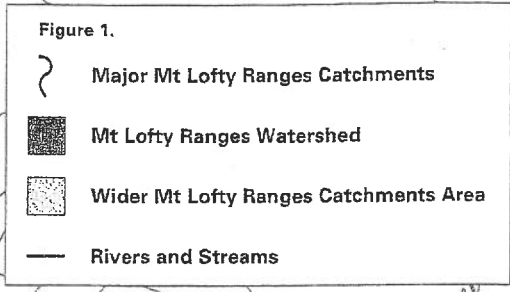 Figure 1.
Major Mt Lofty Ranges Catchments
Mt Lofty Ranges Watershed
Wider Mt Lofty Ranges Catchments Area
Rivers and Streams